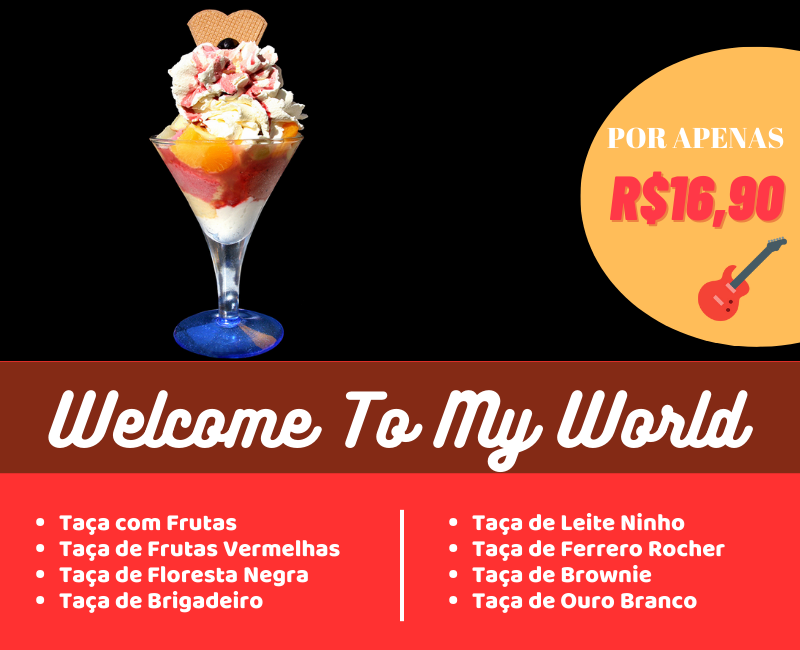 POR APENAS
R$16,90
Welcome To My World
Taça com Frutas
Taça de Frutas Vermelhas
Taça de Floresta Negra
Taça de Brigadeiro
Taça de Leite Ninho
Taça de Ferrero Rocher
Taça de Brownie
Taça de Ouro Branco